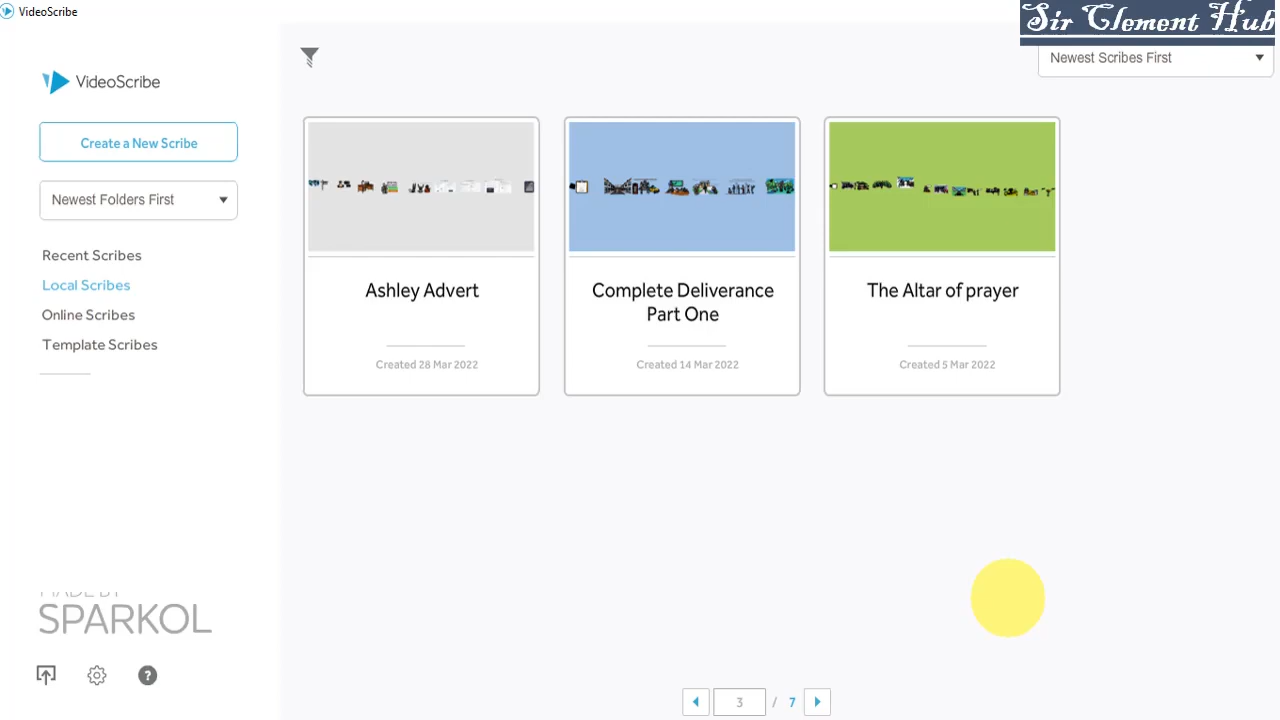 VideoScribe
Sir Clement Hub
VideoScribe
Newest Scribes First
Create a New Scribe
Newest Folders First
Recent Scribes
Local Scribes
Online Scribes
Template Scribes
Ashley Advert
Created 28 Mar 2022
Complete Deliverance
Part One
Created 14 Mar 2022
The Altar of prayer
Created 5 Mar 2022
MADE BY
SPARKOL
?
3 / 7